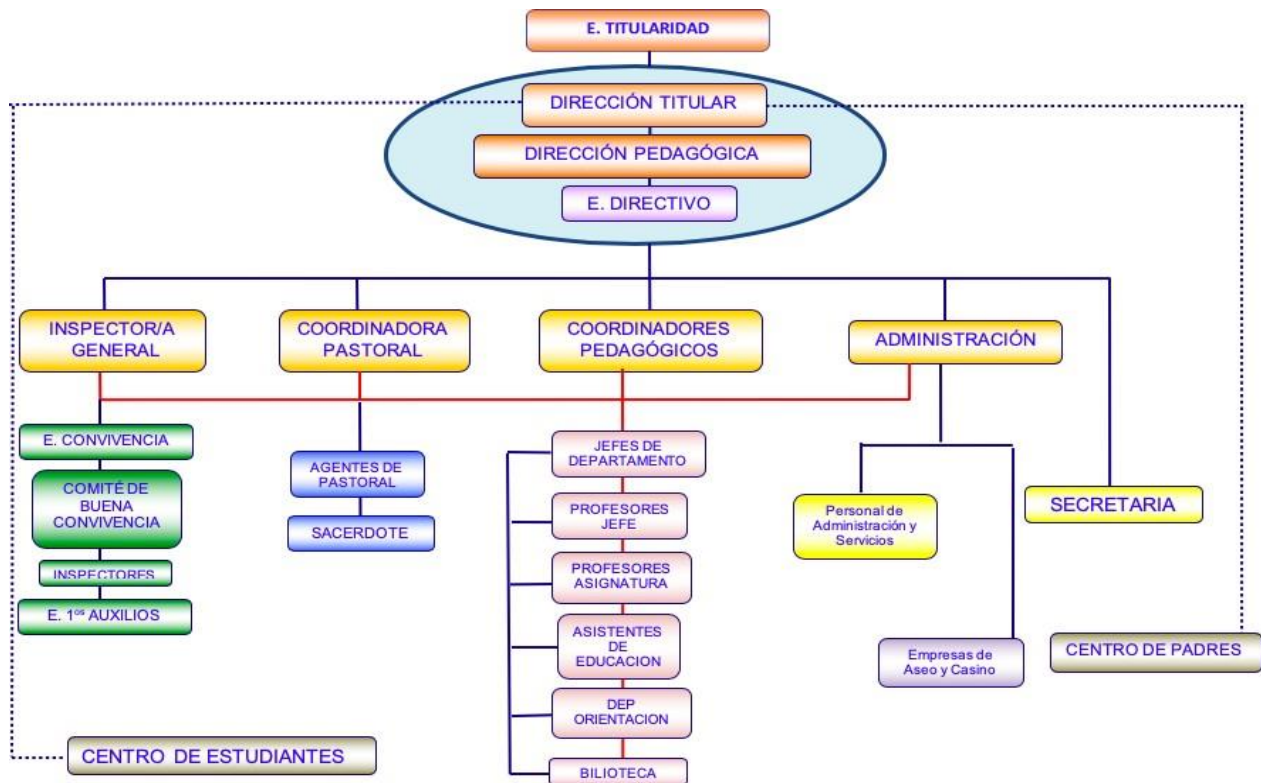 E. TITULARIDAD
DIRECCIÓN TITULAR
DIRECCIÓN PEDAGÓGICA
E. DIRECTIVO
INSPECTOR/A
GENERAL
COORDINADORA
PASTORAL
COORDINADORES
PEDAGÓGICOS
ADMINISTRACIÓN
E. CONVIVENCIA
COMITÉ DE
BUENA
CONVIVENCIA
INSPECTORES
E. 1os AUXILIOS
AGENTES DE
PASTORAL
SACERDOTE
JEFES DE
DEPARTAMENTO
PROFESORES
JEFE
PROFESORES
ASIGNATURA
ASISTENTES
DE
EDUCACION
DEP
ORIENTACION
BILIOTECA
Personal de
Administración y
Servicios
SECRETARIA
Empresas de
Aseo y Casino
CENTRO DE PADRES
CENTRO DE ESTUDIANTES